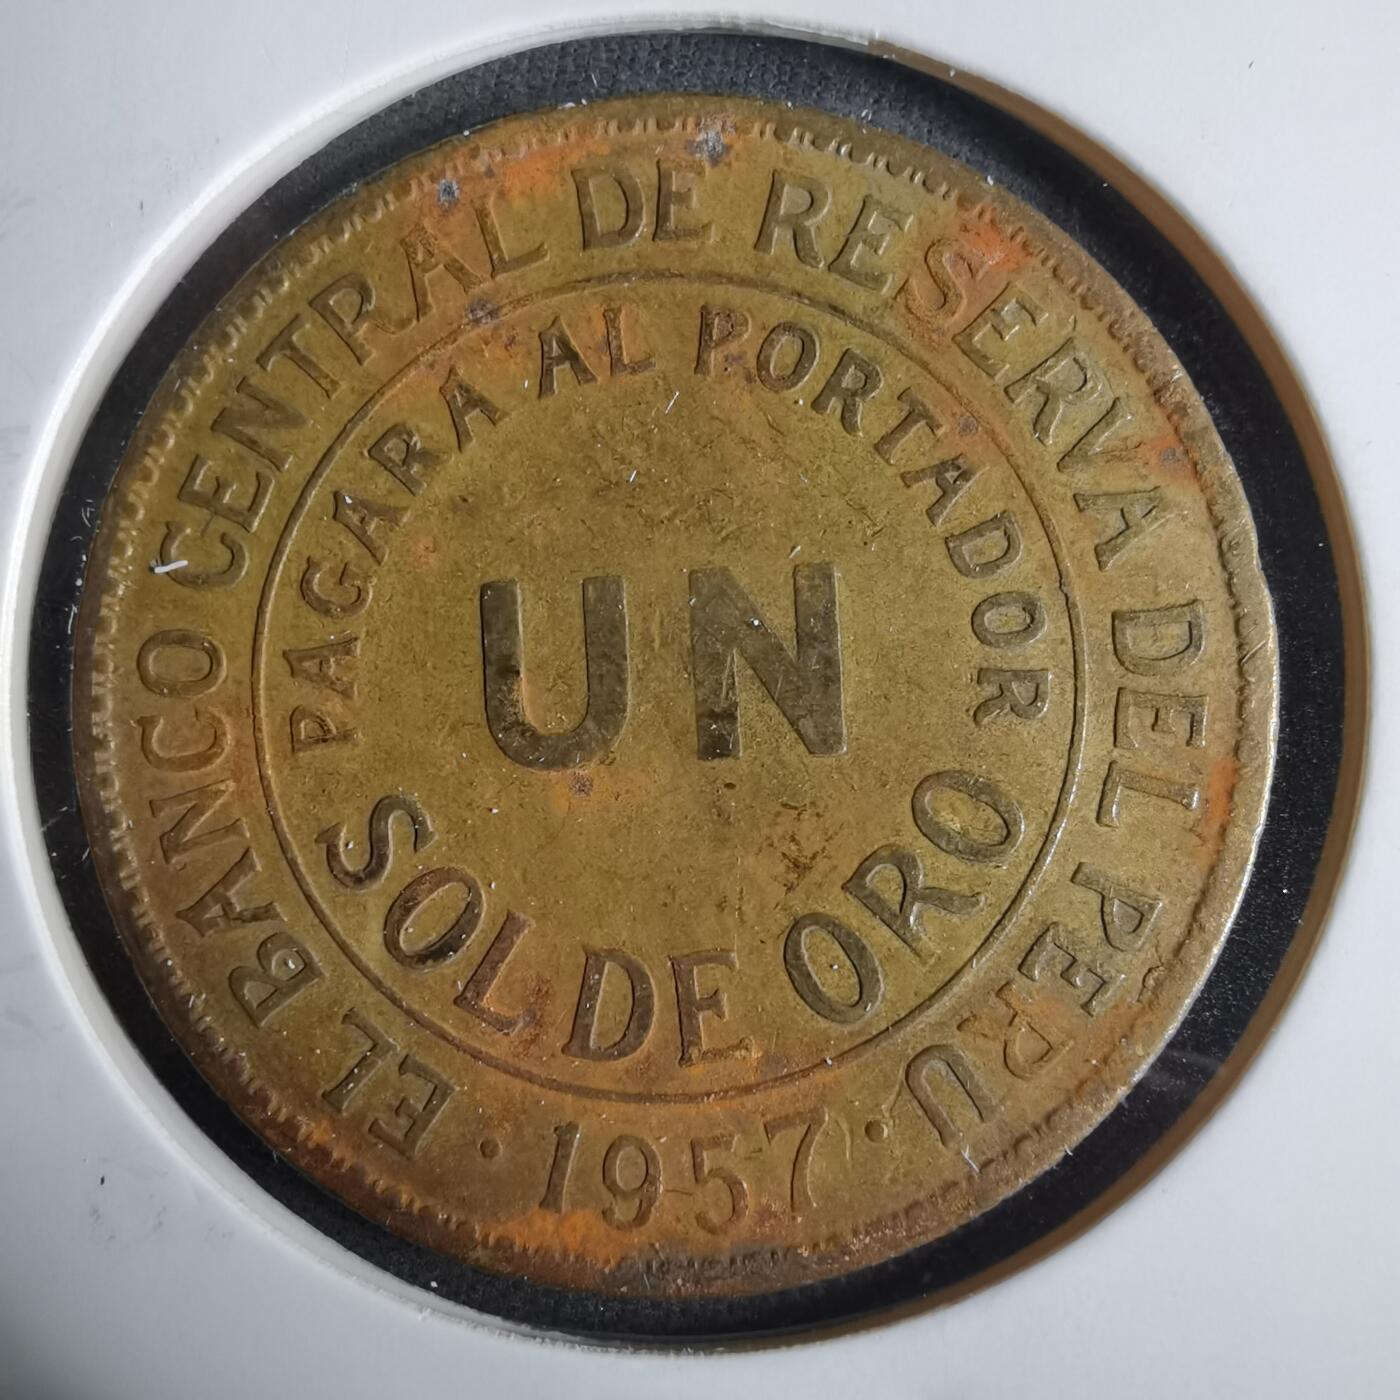 EL BANCO CENTRAL DE RESERVA DEL PERU
PAGARA AL PORTADOR
UN
SOL DE ORO
· 1957 ·